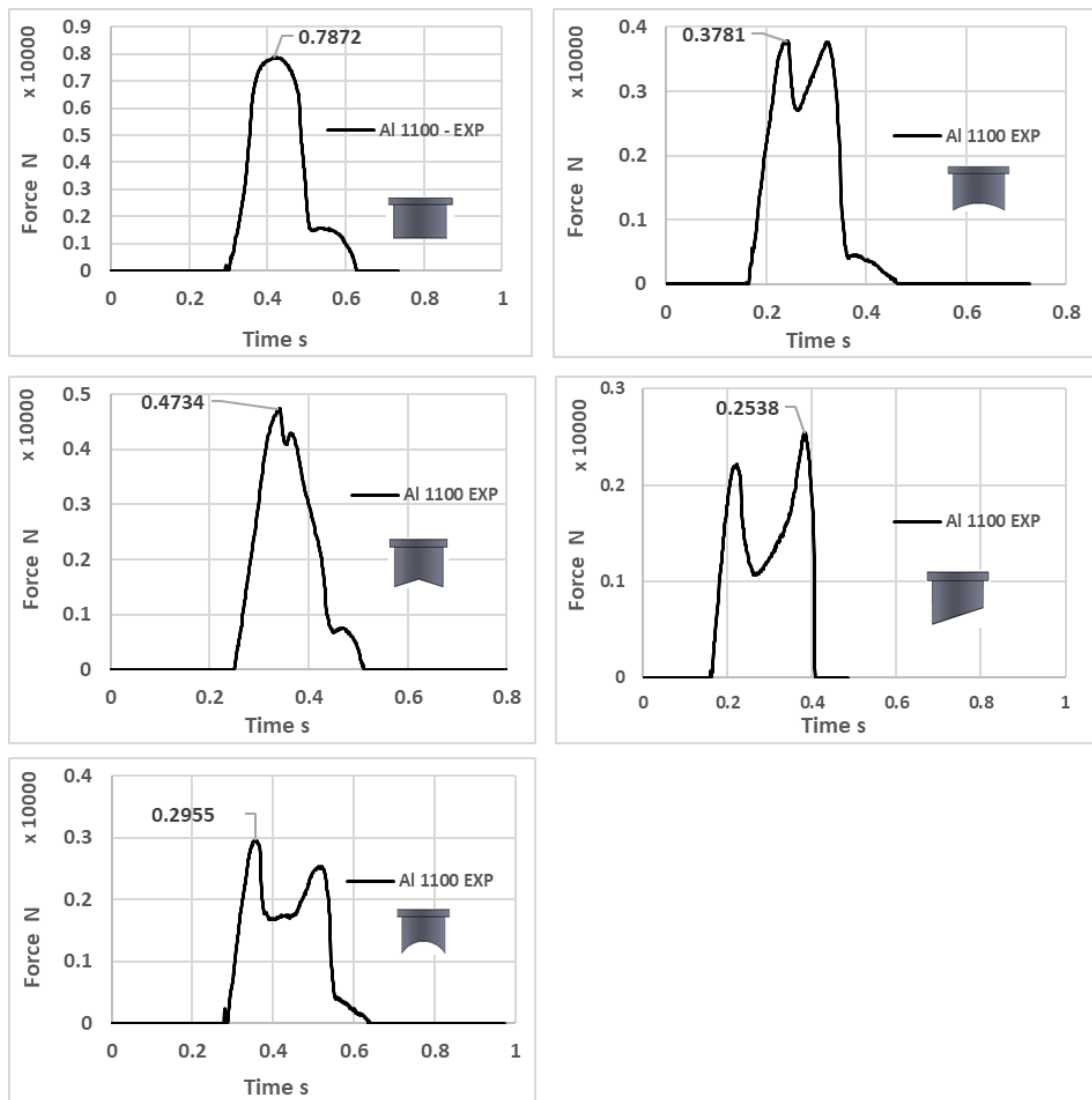 0.9
0.8
0.7
0.6
0.5
0.4
0.3
0.2
0.1
0
x 10000
Force N
0.7872
Al 1100 - EXP
0 0.2 0.4 0.6 0.8 1
Time s
0.4
0.3
0.2
0.1
0
x 10000
Force N
0.3781
Al 1100 EXP
0 0.2 0.4 0.6 0.8
Time s
0.5
0.4
0.3
0.2
0.1
0
x 10000
Force N
0.4734
Al 1100 EXP
0 0.2 0.4 0.6 0.8
Time s
0.3
0.2
0.1
0
x 10000
Force N
0.2538
Al 1100 EXP
0 0.2 0.4 0.6 0.8 1
Time s
0.4
0.3
0.2
0.1
0
x 10000
Force N
0.2955
Al 1100 EXP
0 0.2 0.4 0.6 0.8 1
Time s